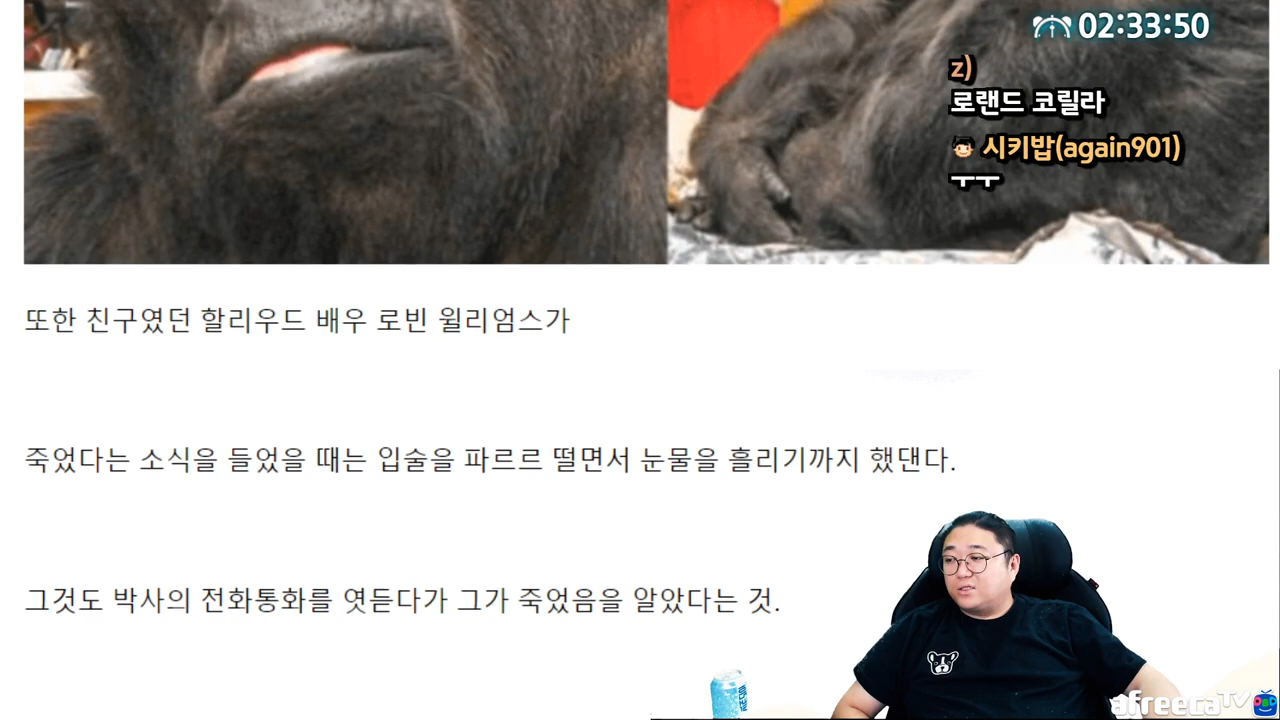 02:33:50
z)
로랜드 코릴라
시키밥(again901)
ㅜㅜ
또한 친구였던 할리우드 배우 로빈 윌리엄스가
죽었다는 소식을 들었을 때는 입술을 파르르 떨면서 눈물을 흘리기까지 했댄다.
그것도 박사의 전화통화를 엿듣다가 그가 죽었음을 알았다는 것.
afreecaTV